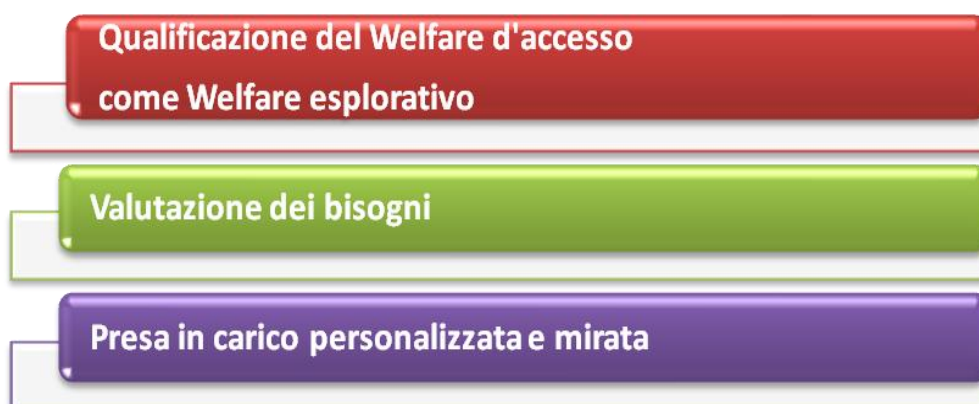 Qualificazione del Welfare d'accesso
come Welfare esplorativo
Valutazione dei bisogni
Presa in carico personalizzata e mirata